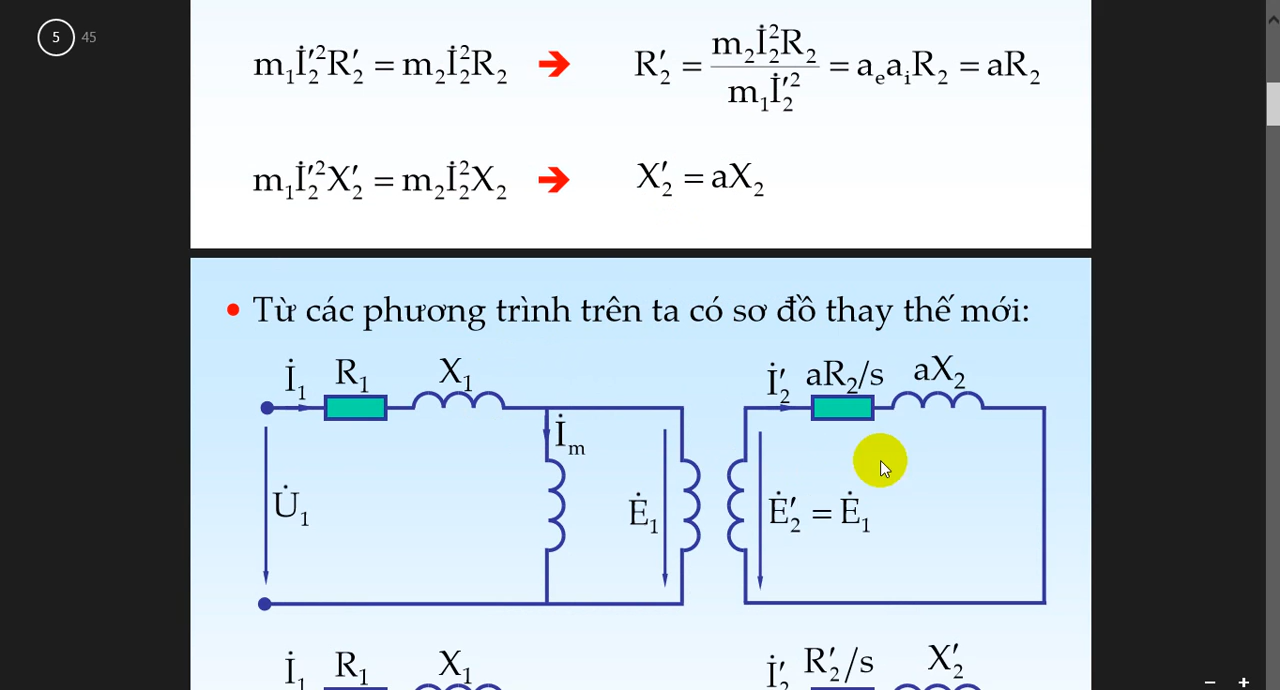 5 45
m₁İ′₂²R′₂ = m₂İ₂²R₂ ➔ R′₂ = m₂İ₂²R₂ / m₁İ′₂² = aₑaᵢR₂ = aR₂
m₁İ′₂²X′₂ = m₂İ₂²X₂ ➔ X′₂ = aX₂
• Từ các phương trình trên ta có sơ đồ thay thế mới:
İ₁ R₁ X₁ İ′₂ aR₂/s aX₂
İₘ
U̇₁ Ė₁ Ė′₂ = Ė₁
İ₁ R₁ X₁ İ′₂ R′₂/s X′₂
− +